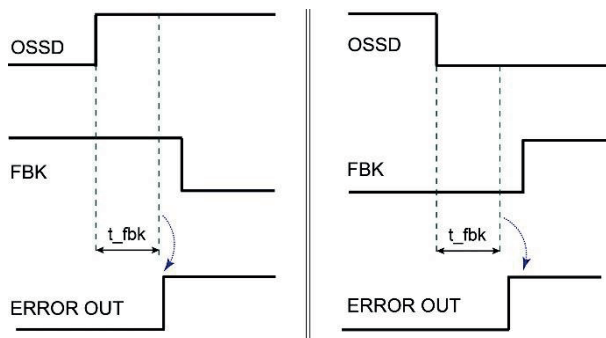 OSSD
FBK
t_fbk
ERROR OUT
OSSD
FBK
t_fbk
ERROR OUT